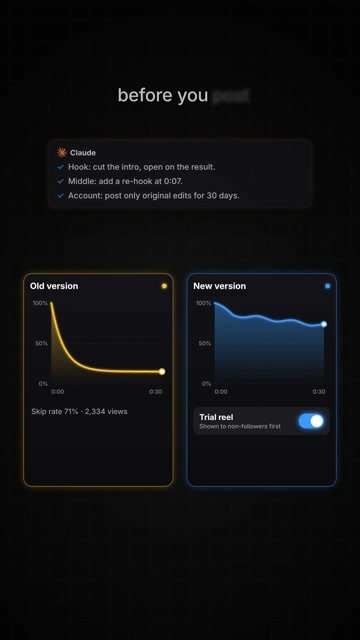 before you post
Claude
Hook: cut the intro, open on the result.
Middle: add a re-hook at 0:07.
Account: post only original edits for 30 days.
Old version
100%
50%
0%
0:00 0:30
Skip rate 71% · 2,334 views
New version
100%
50%
0%
0:00 0:30
Trial reel
Shown to non-followers first